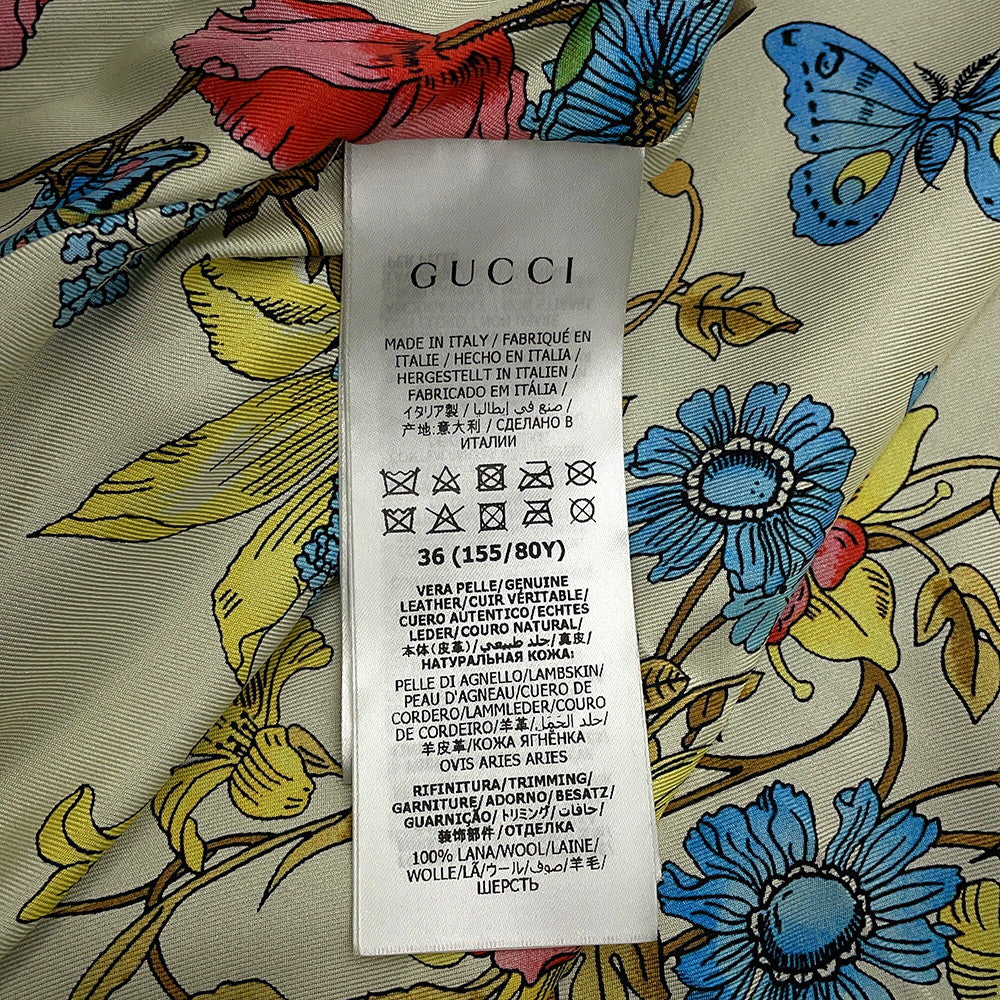 GUCCI
MADE IN ITALY / FABRIQUÉ EN
ITALIE / HECHO EN ITALIA /
HERGESTELLT IN ITALIEN /
FABRICADO EM ITÁLIA /
イタリア製 / صنع في إيطاليا /
产地:意大利 / СДЕЛАНО В
ИТАЛИИ
36 (155/80Y)
VERA PELLE/GENUINE
LEATHER/CUIR VÉRITABLE/
CUERO AUTENTICO/ECHTES
LEDER/COURO NATURAL/
本体(皮革)/جلد طبيعي/真皮/
НАТУРАЛЬНАЯ КОЖА:
PELLE DI AGNELLO/LAMBSKIN/
PEAU D'AGNEAU/CUERO DE
CORDERO/LAMMLEDER/COURO
DE CORDEIRO/羊革/جلد الحَمَل/
羊皮革/КОЖА ЯГНЁНКА
OVIS ARIES ARIES
RIFINITURA/TRIMMING/
GARNITURE/ADORNO/BESATZ/
GUARNIÇÃO/トリミング/حافات/
装饰部件/ОТДЕЛКА
100% LANA/WOOL/LAINE/
WOLLE/LÃ/ウール/صوف/羊毛/
ШЕРСТЬ